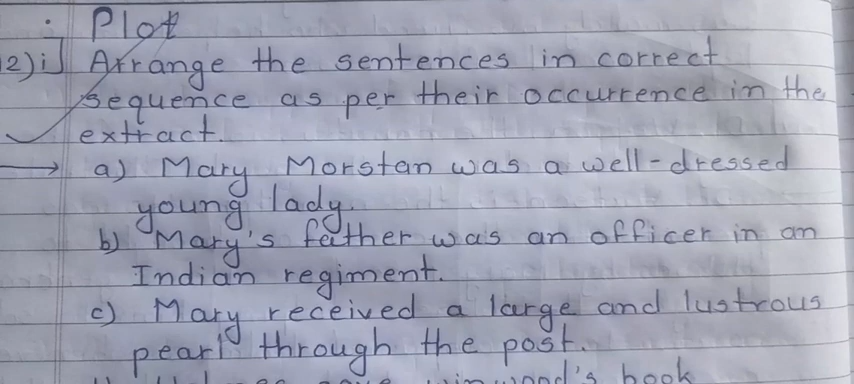 Plot
2) i) Arrange the sentences in correct
sequence as per their occurrence in the
extract.
→ a) Mary Morstan was a well-dressed
young lady.
b) Mary's father was an officer in an
Indian regiment.
c) Mary received a large and lustrous
pearl through the post.
book